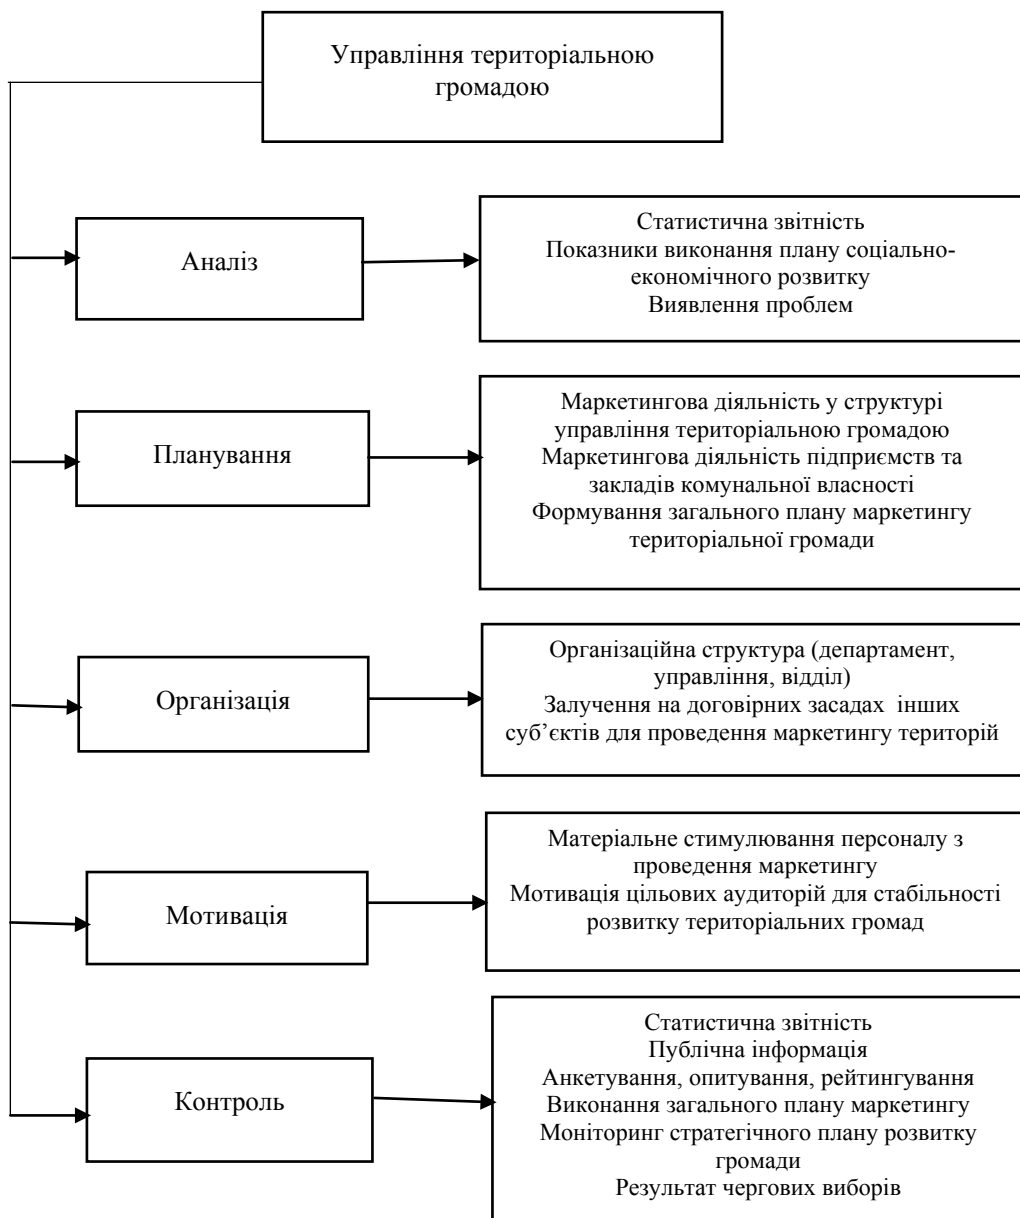 Управління територіальною
громадою
Аналіз
Статистична звітність
Показники виконання плану соціально-
економічного розвитку
Виявлення проблем
Планування
Маркетингова діяльність у структурі
управління територіальною громадою
Маркетингова діяльність підприємств та
закладів комунальної власності
Формування загального плану маркетингу
територіальної громади
Організація
Організаційна структура (департамент,
управління, відділ)
Залучення на договірних засадах  інших
суб’єктів для проведення маркетингу територій
Мотивація
Матеріальне стимулювання персоналу з
проведення маркетингу
Мотивація цільових аудиторій для стабільності
розвитку територіальних громад
Контроль
Статистична звітність
Публічна інформація
Анкетування, опитування, рейтингування
Виконання загального плану маркетингу
Моніторинг стратегічного плану розвитку
громади
Результат чергових виборів